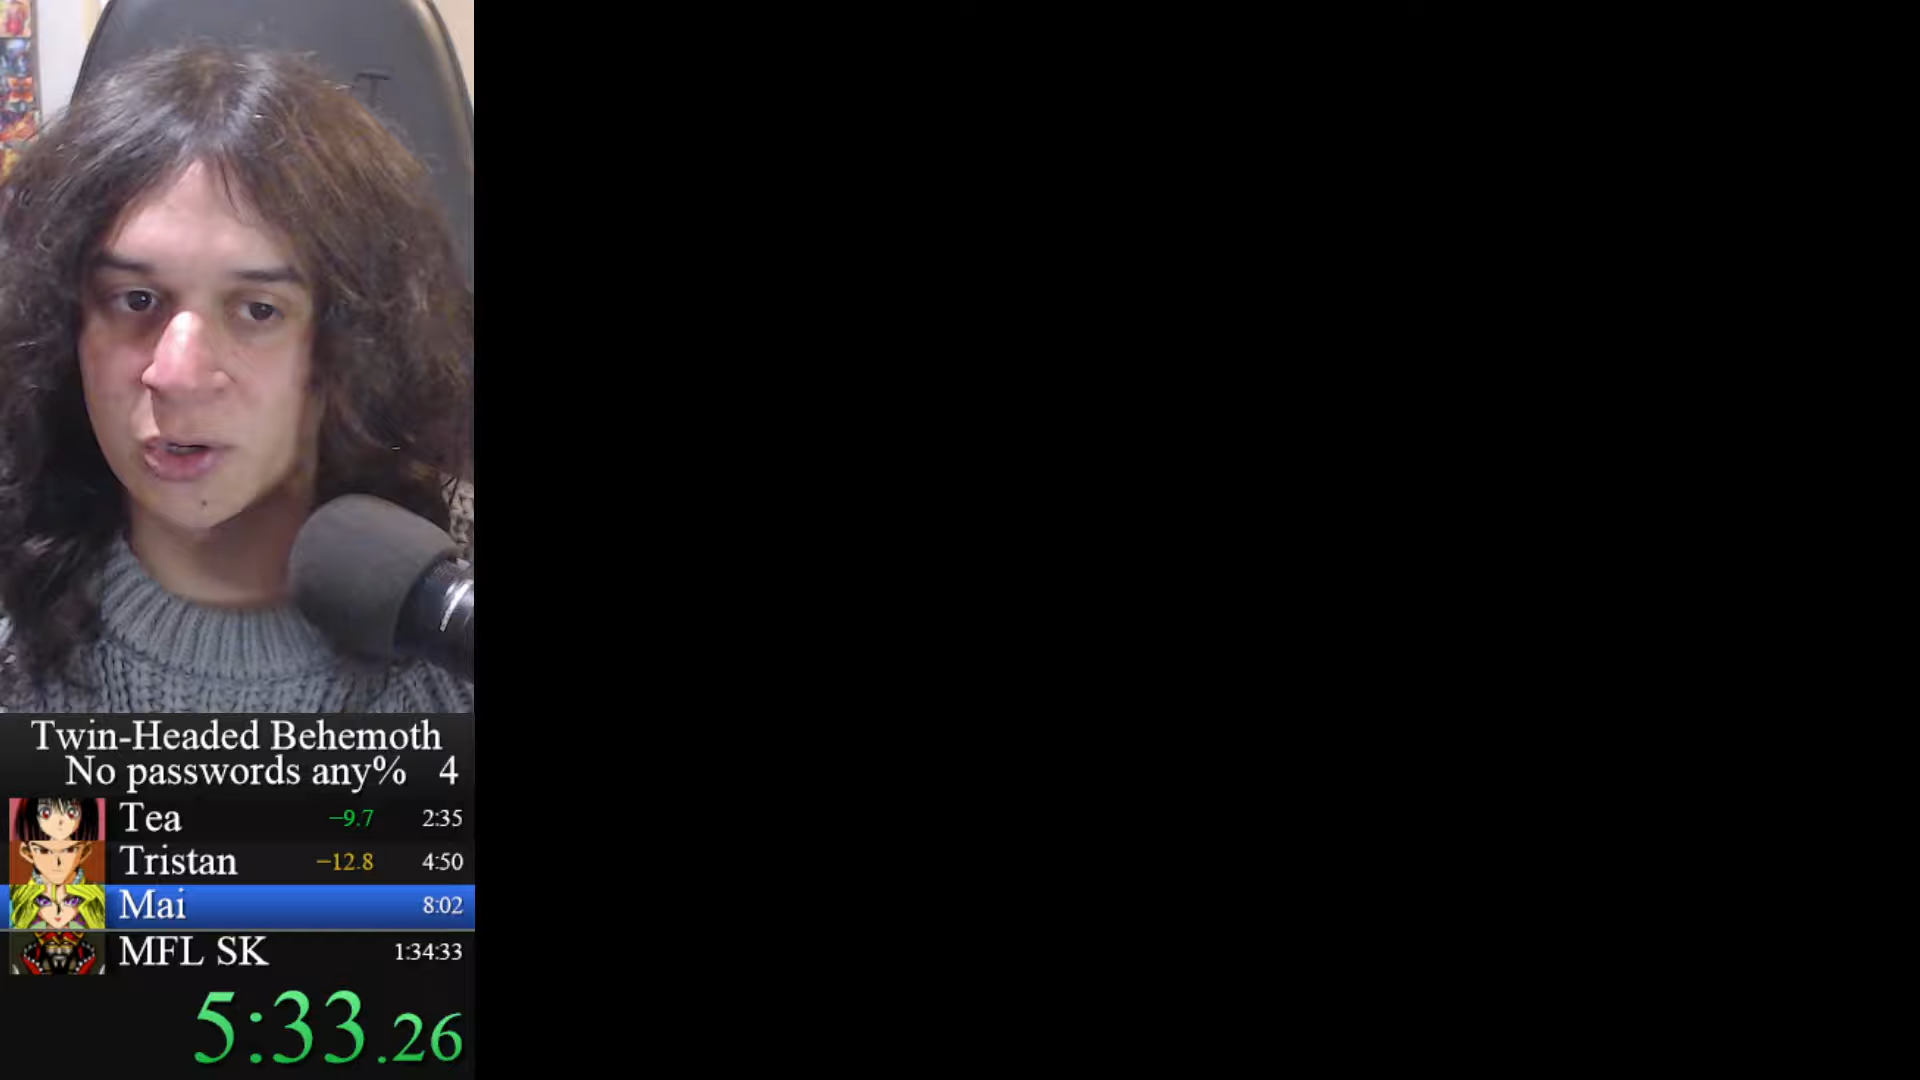 Twin-Headed Behemoth
No passwords any% 4
Tea −9.7 2:35
Tristan −12.8 4:50
Mai 8:02
MFL SK 1:34:33
5:33.26